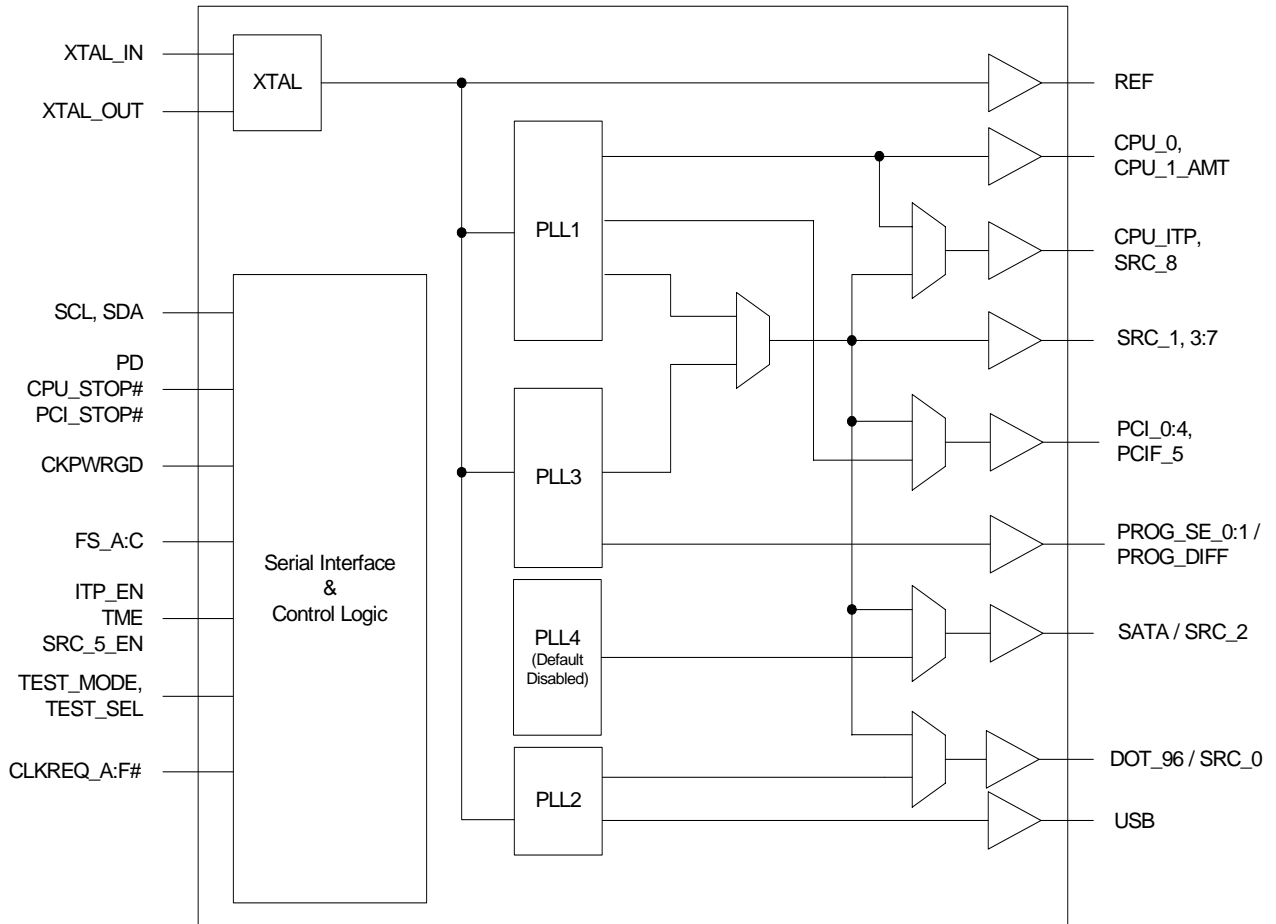 XTAL_IN
XTAL_OUT
XTAL
REF
CPU_0,
CPU_1_AMT
PLL1
CPU_ITP,
SRC_8
SCL, SDA
SRC_1, 3:7
PD
CPU_STOP#
PCI_STOP#
PCI_0:4,
PCIF_5
CKPWRGD
PLL3
FS_A:C
PROG_SE_0:1 /
PROG_DIFF
Serial Interface
&
Control Logic
ITP_EN
TME
SRC_5_EN
PLL4
(Default
Disabled)
SATA / SRC_2
TEST_MODE,
TEST_SEL
CLKREQ_A:F#
DOT_96 / SRC_0
PLL2
USB